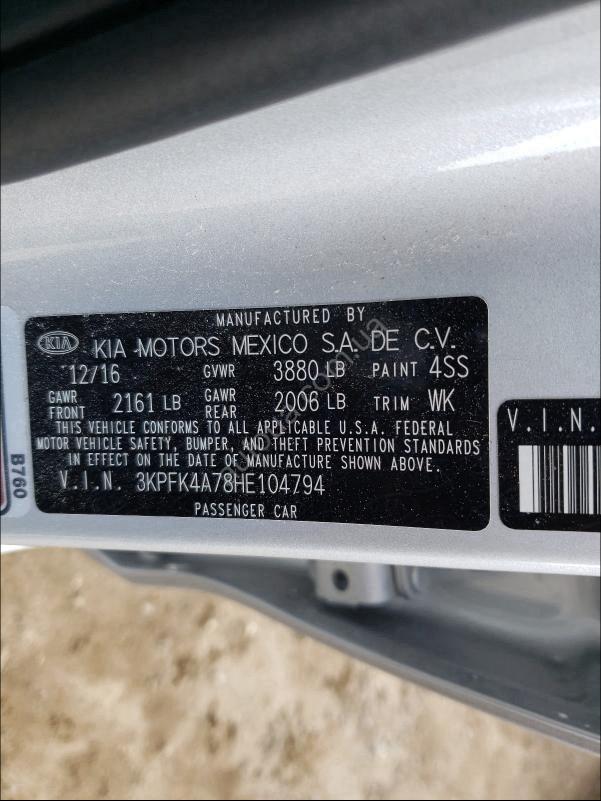 MANUFACTURED BY
KIA KIA MOTORS MEXICO S.A. DE C.V.
12/16 GVWR 3880 LB PAINT 4SS
GAWR FRONT 2161 LB GAWR REAR 2006 LB TRIM WK
THIS VEHICLE CONFORMS TO ALL APPLICABLE U.S.A. FEDERAL
MOTOR VEHICLE SAFETY, BUMPER, AND THEFT PREVENTION STANDARDS
IN EFFECT ON THE DATE OF MANUFACTURE SHOWN ABOVE.
V.I.N. 3KPFK4A78HE104794
PASSENGER CAR
B760
V.I.N.